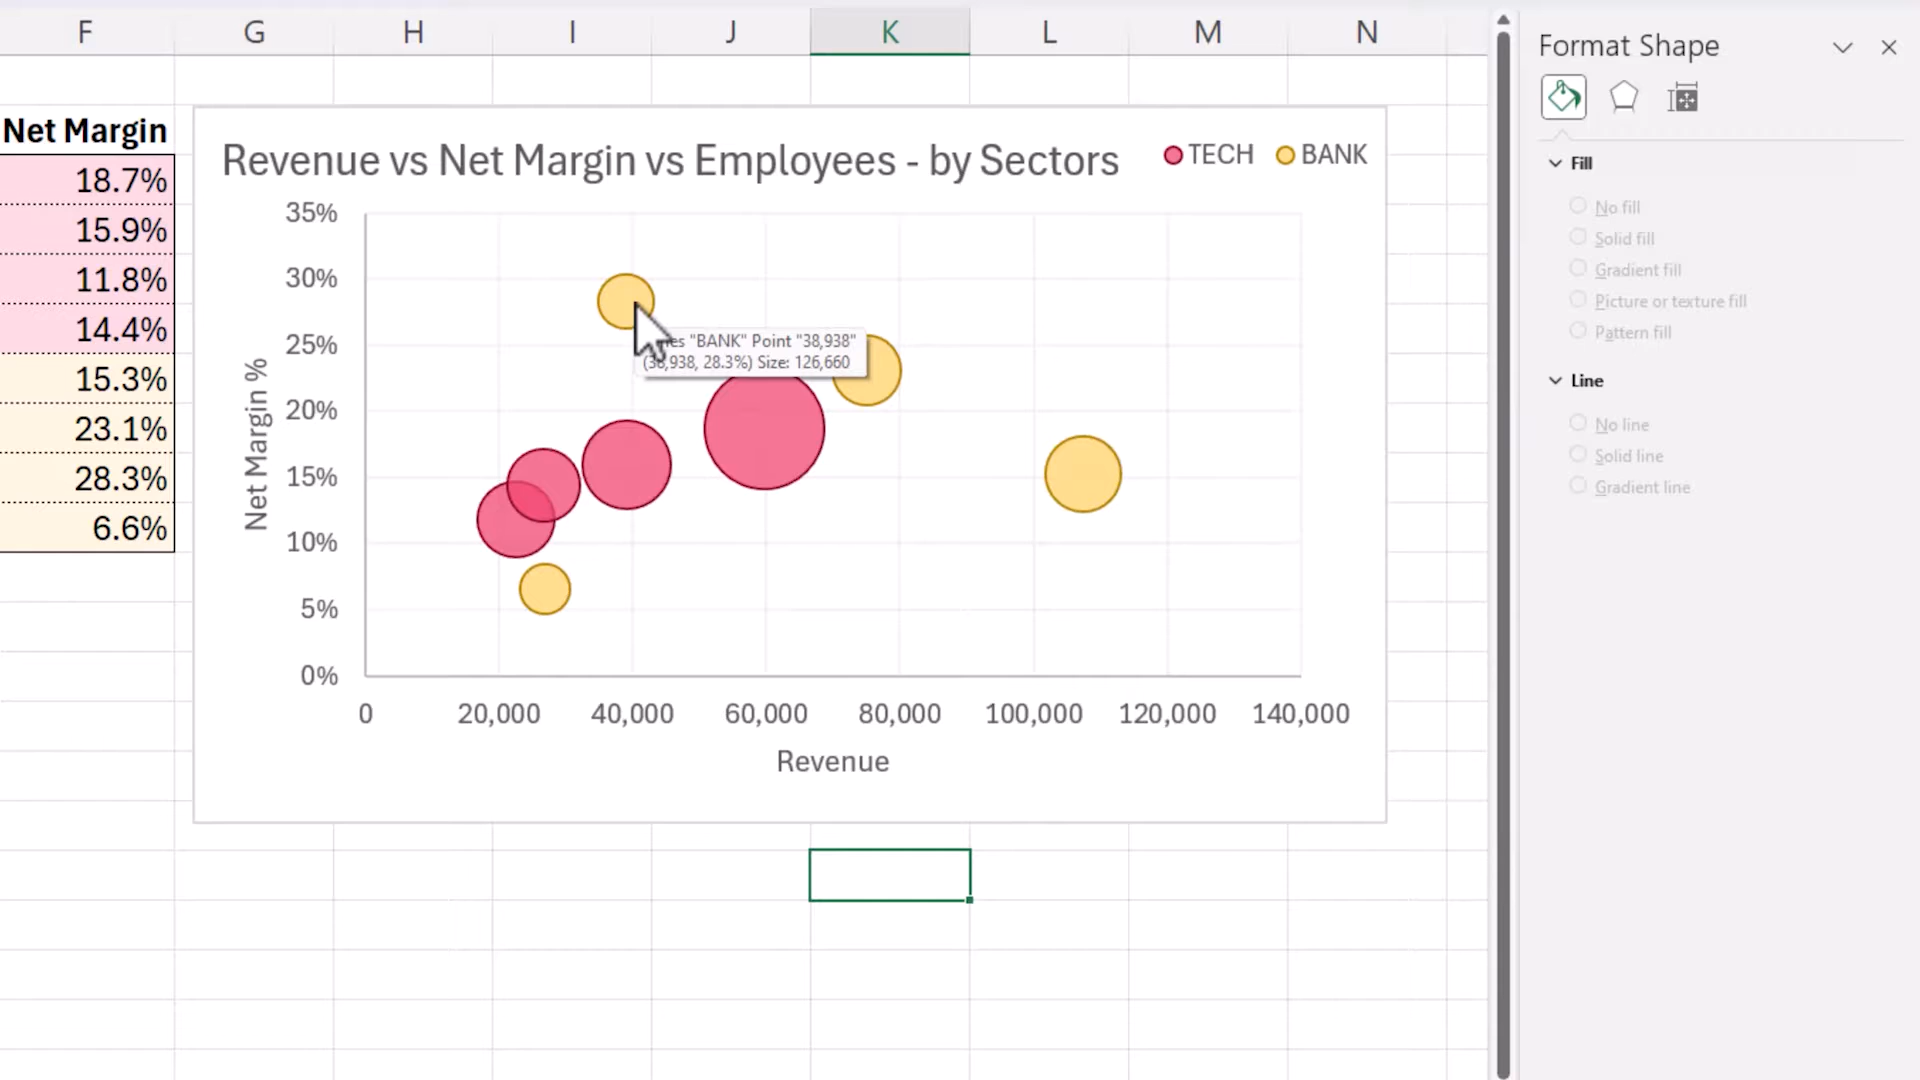 F G H I J K L M N
Net Margin
18.7%
15.9%
11.8%
14.4%
15.3%
23.1%
28.3%
6.6%
Revenue vs Net Margin vs Employees - by Sectors
TECH BANK
35%
30%
25%
20%
15%
10%
5%
0%
Net Margin %
"BANK" Point "38,938"
(38,938, 28.3%) Size: 126,660
0 20,000 40,000 60,000 80,000 100,000 120,000 140,000
Revenue
Format Shape
Fill
No fill
Solid fill
Gradient fill
Picture or texture fill
Pattern fill
Line
No line
Solid line
Gradient line